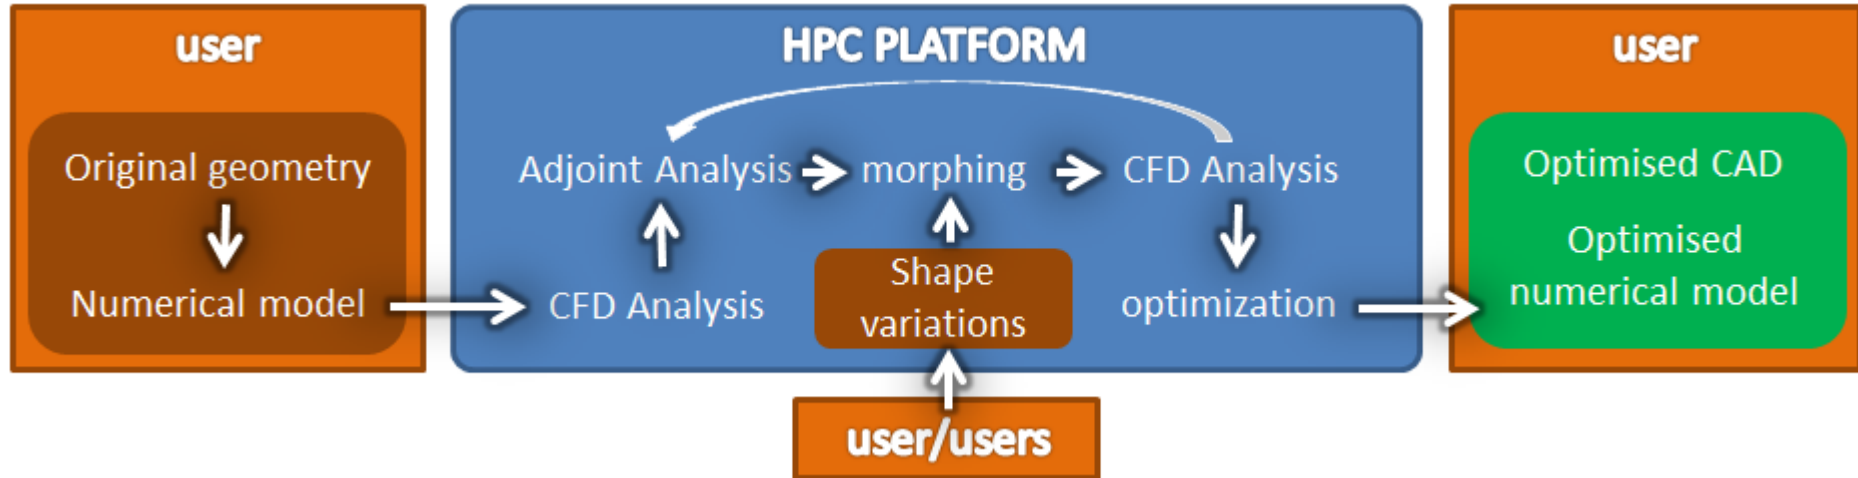 user
Original geometry
Numerical model
HPC PLATFORM
Adjoint Analysis
morphing
CFD Analysis
CFD Analysis
Shape
variations
optimization
user/users
user
Optimised CAD
Optimised
numerical model